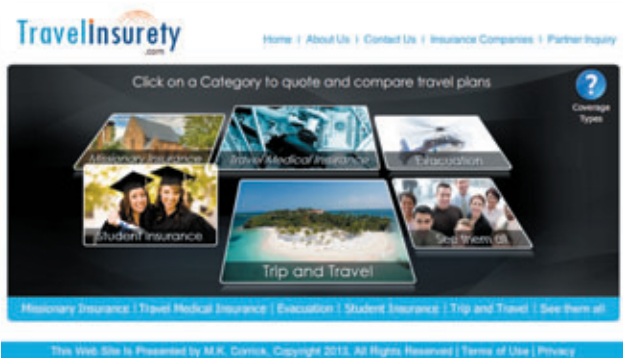 Travelinsurety
.com
Home | About Us | Contact Us | Insurance Companies | Partner Inquiry
Click on a Category to quote and compare travel plans
?
Coverage
Types
Missionary Insurance
Travel Medical Insurance
Evacuation
Student Insurance
Trip and Travel
See them all
Missionary Insurance | Travel Medical Insurance | Evacuation | Student Insurance | Trip and Travel | See them all
This Web Site Is Presented by M.K. Corrick, Copyright 2013, All Rights Reserved | Terms of Use | Privacy